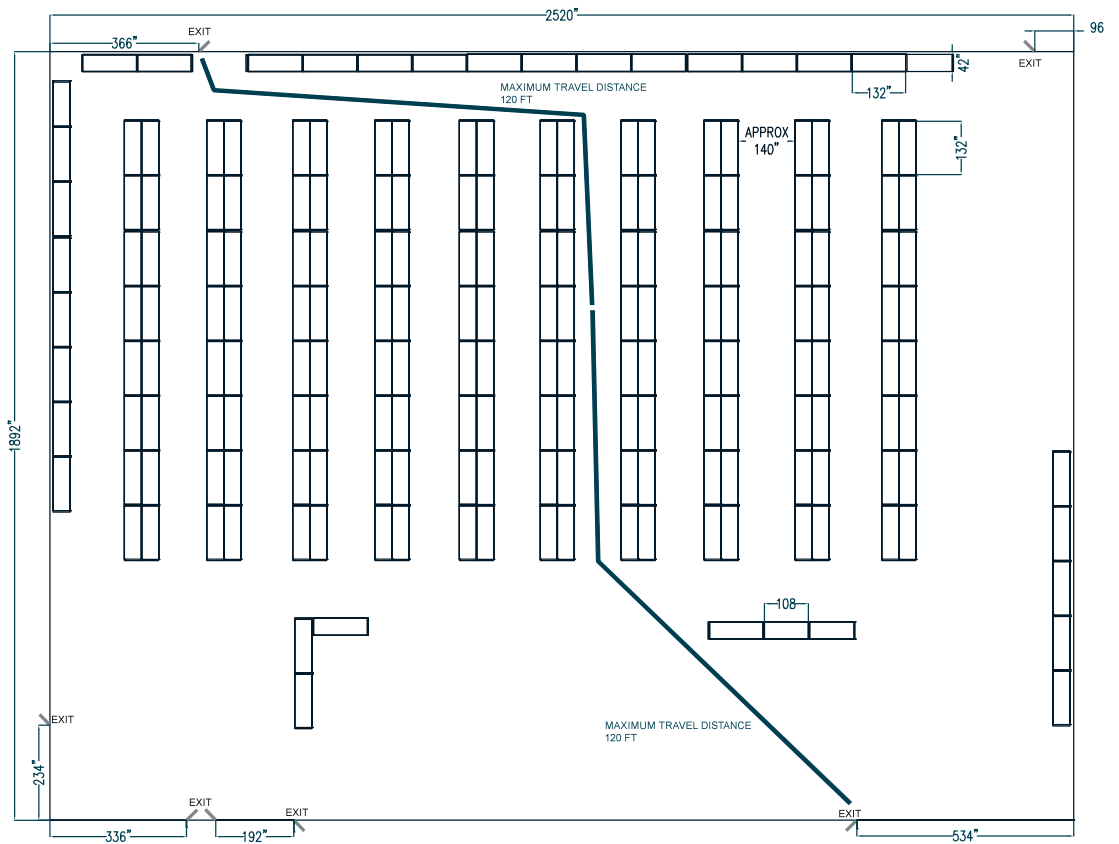 2520"
96
EXIT
366"
EXIT
42"
MAXIMUM TRAVEL DISTANCE
120 FT
132"
APPROX
140"
132"
1892"
108
EXIT
MAXIMUM TRAVEL DISTANCE
120 FT
234"
EXIT
EXIT
EXIT
336"
192"
534"